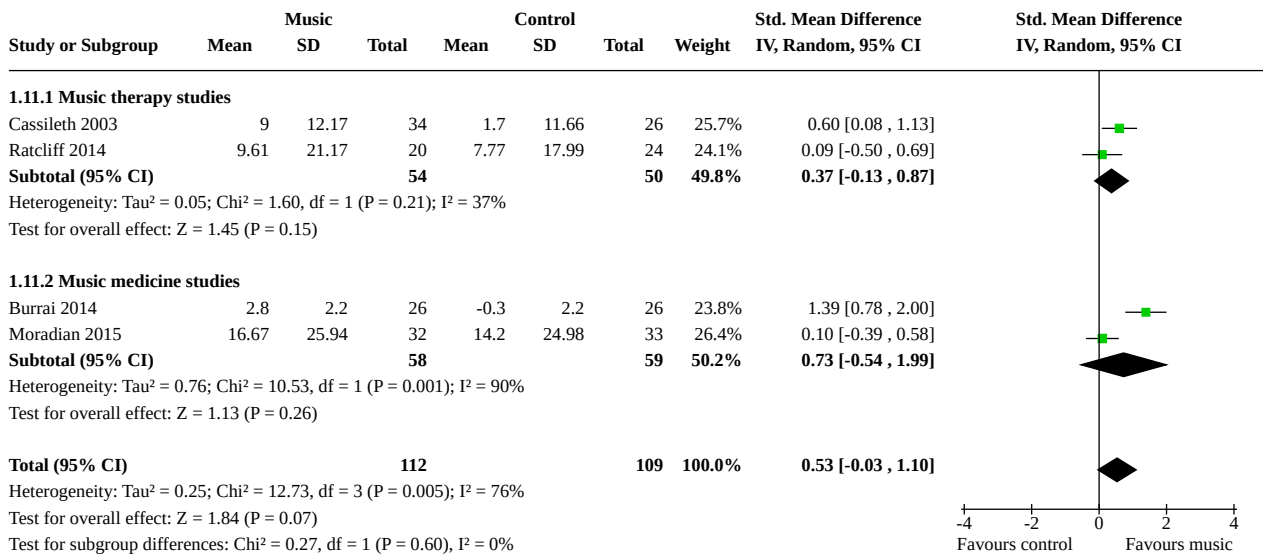 Music Control Std. Mean Difference Std. Mean Difference
Study or Subgroup Mean SD Total Mean SD Total Weight IV, Random, 95% CI IV, Random, 95% CI
1.11.1 Music therapy studies
Cassileth 2003 9 12.17 34 1.7 11.66 26 25.7% 0.60 [0.08 , 1.13]
Ratcliff 2014 9.61 21.17 20 7.77 17.99 24 24.1% 0.09 [-0.50 , 0.69]
Subtotal (95% CI) 54 50 49.8% 0.37 [-0.13 , 0.87]
Heterogeneity: Tau² = 0.05; Chi² = 1.60, df = 1 (P = 0.21); I² = 37%
Test for overall effect: Z = 1.45 (P = 0.15)
1.11.2 Music medicine studies
Burrai 2014 2.8 2.2 26 -0.3 2.2 26 23.8% 1.39 [0.78 , 2.00]
Moradian 2015 16.67 25.94 32 14.2 24.98 33 26.4% 0.10 [-0.39 , 0.58]
Subtotal (95% CI) 58 59 50.2% 0.73 [-0.54 , 1.99]
Heterogeneity: Tau² = 0.76; Chi² = 10.53, df = 1 (P = 0.001); I² = 90%
Test for overall effect: Z = 1.13 (P = 0.26)
Total (95% CI) 112 109 100.0% 0.53 [-0.03 , 1.10]
Heterogeneity: Tau² = 0.25; Chi² = 12.73, df = 3 (P = 0.005); I² = 76%
Test for overall effect: Z = 1.84 (P = 0.07)
-4 -2 0 2 4
Test for subgroup differences: Chi² = 0.27, df = 1 (P = 0.60), I² = 0% Favours control Favours music